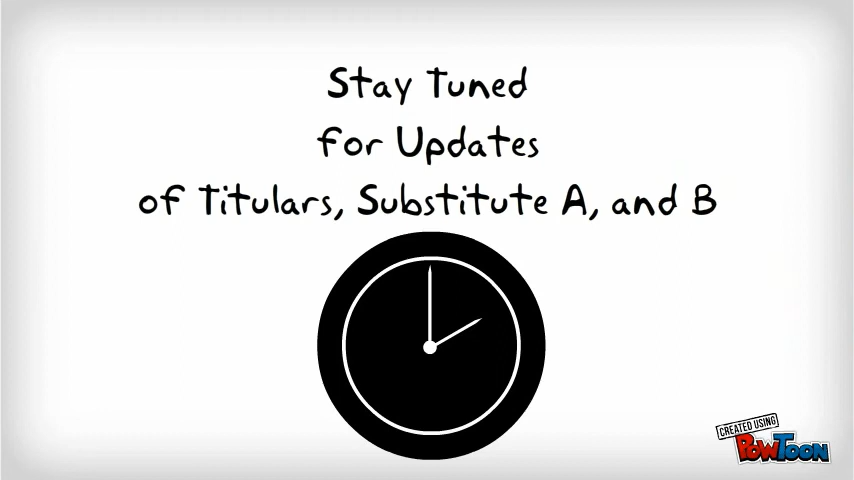 Stay Tuned
for Updates
of Titulars, Substitute A, and B
CREATED USING
POWTOON